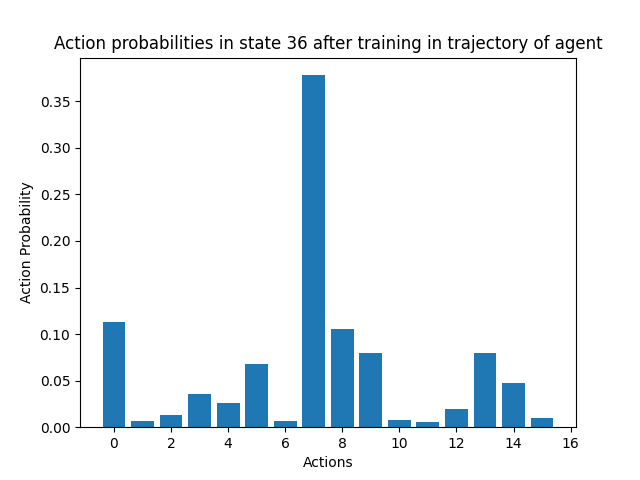 Action probabilities in state 36 after training in trajectory of agent
Action Probability
0.35
0.30
0.25
0.20
0.15
0.10
0.05
0.00
0 2 4 6 8 10 12 14 16
Actions